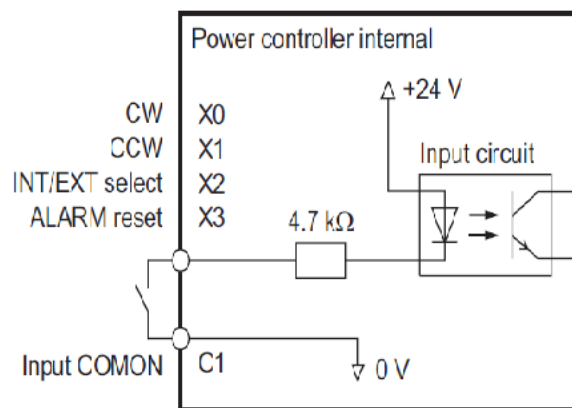 Power controller internal
+24 V
CW X0
CCW X1
INT/EXT select X2
ALARM reset X3
Input circuit
4.7 kΩ
Input COMON C1
0 V